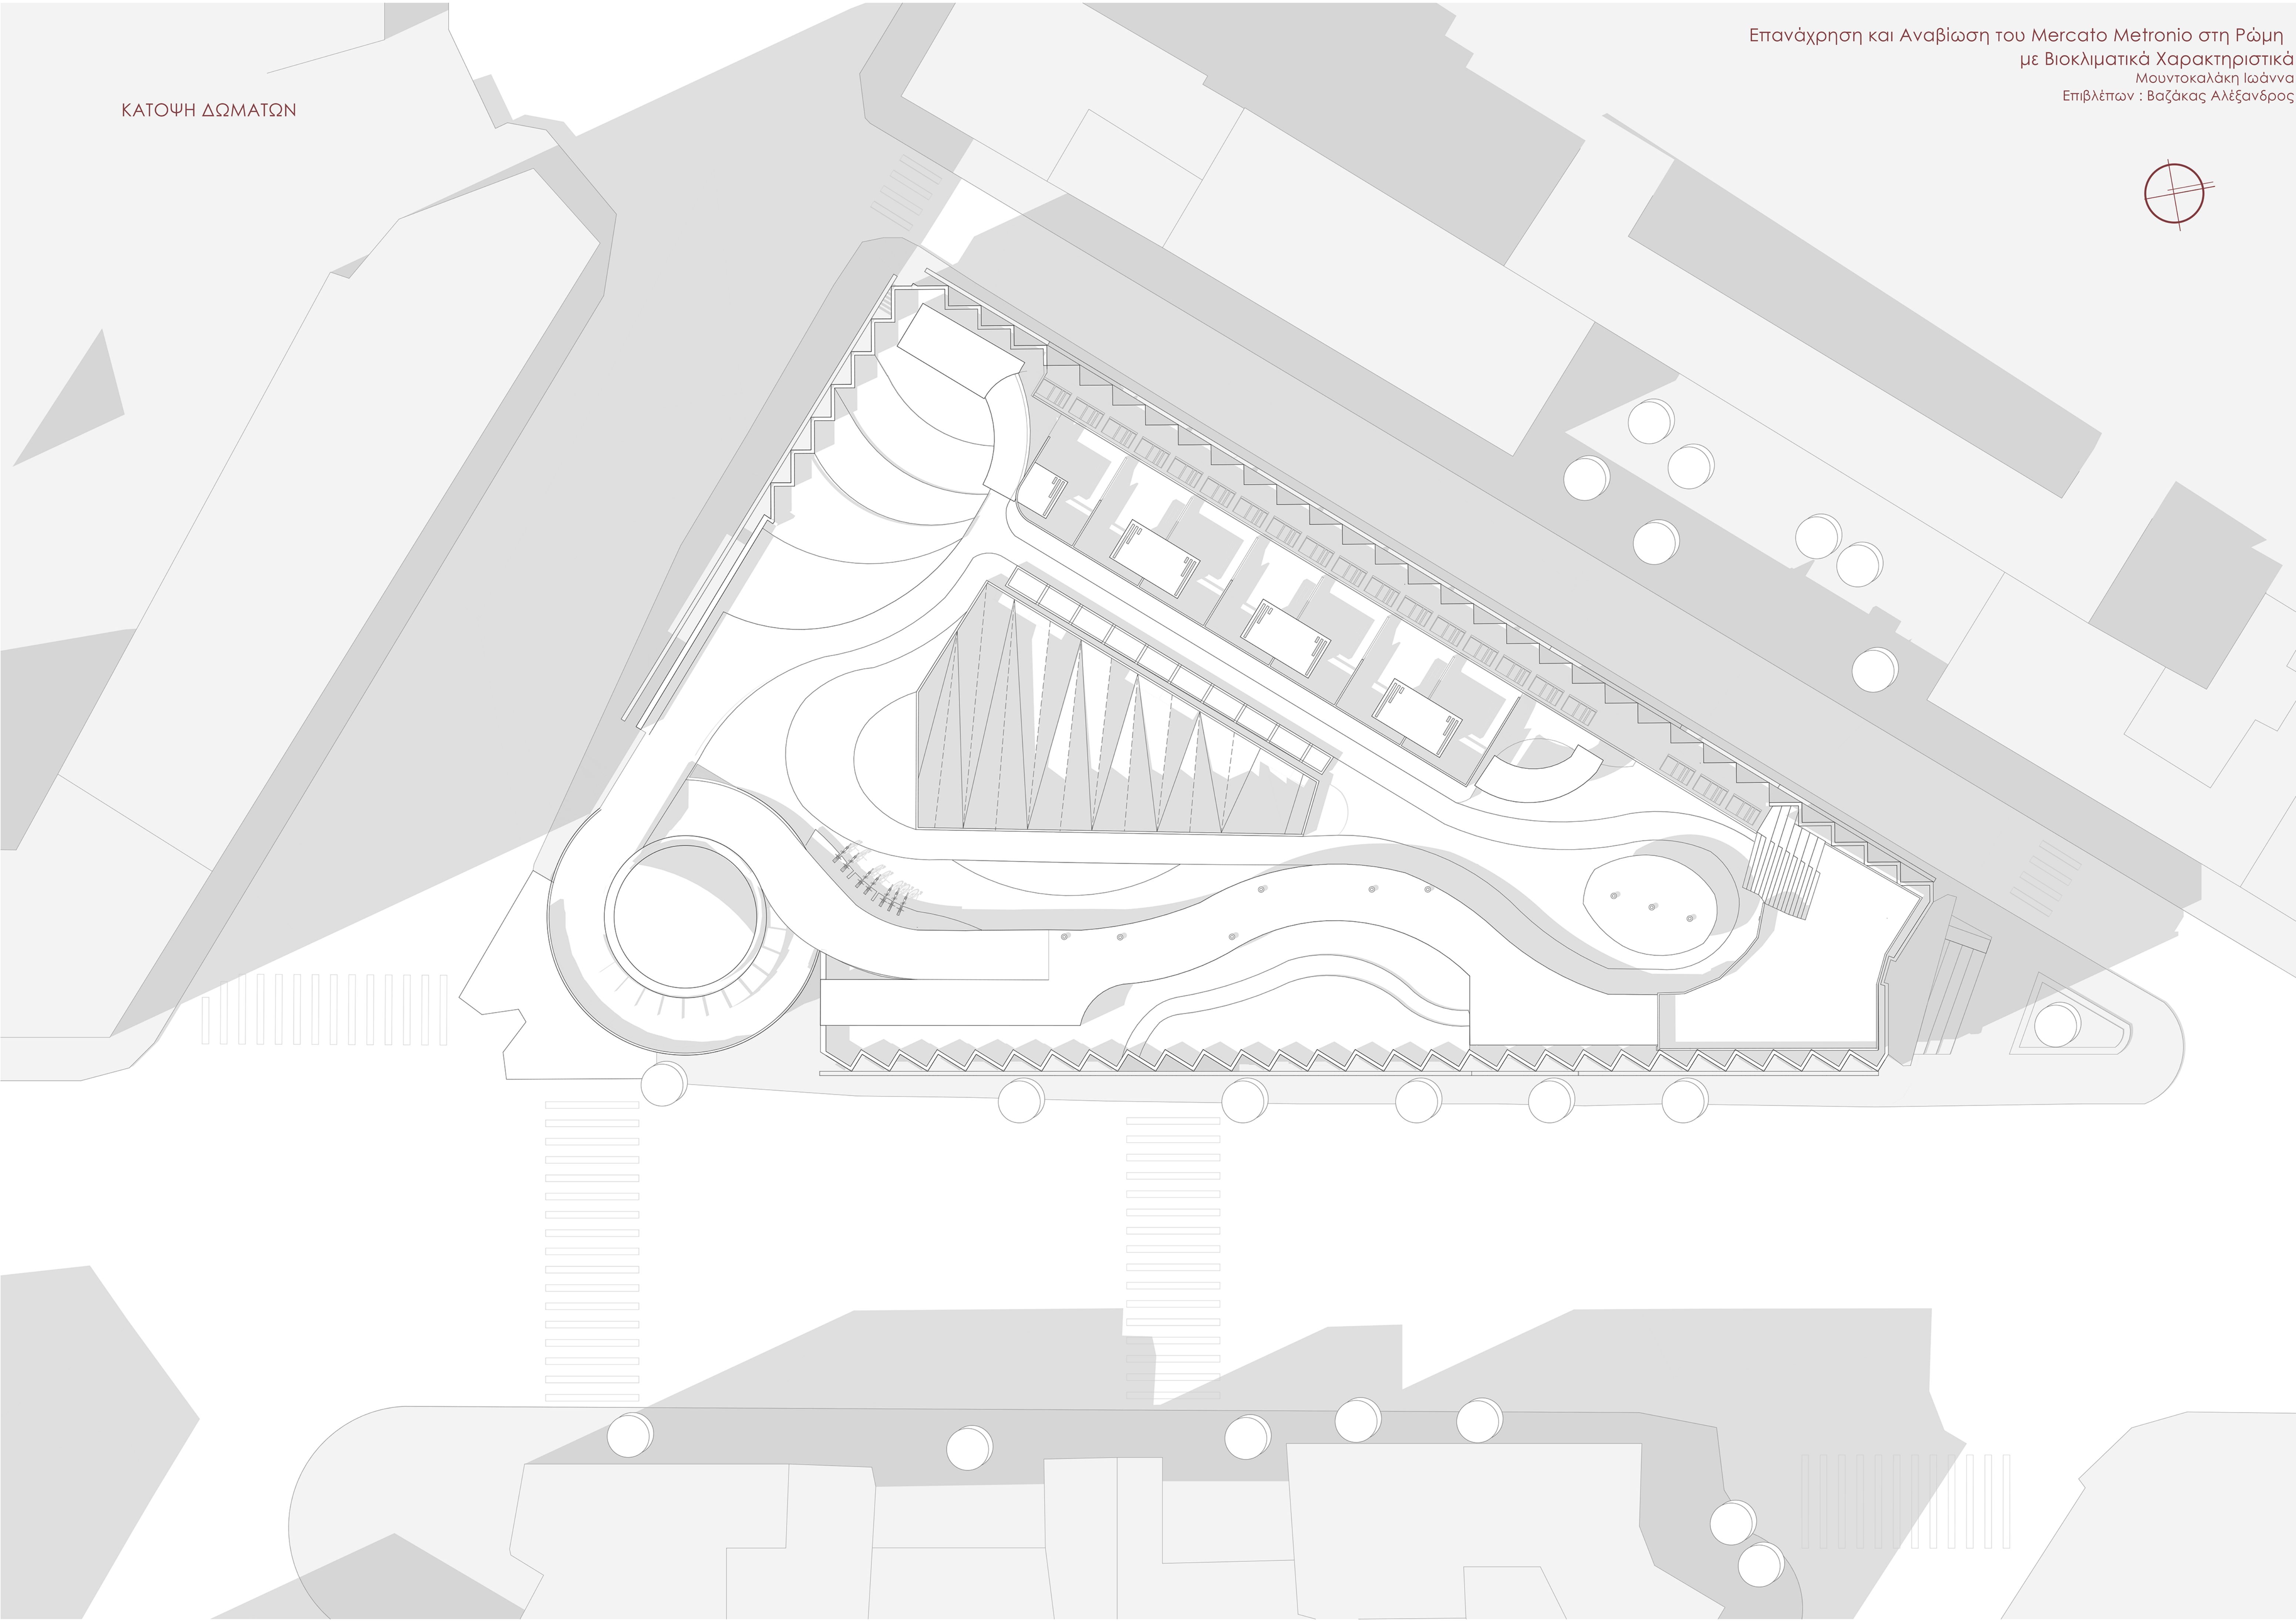 Επανάχρηση και Αναβίωση του Mercato Metronio στη Ρώμη
με Βιοκλιματικά Χαρακτηριστικά
Μουντοκαλάκη Ιωάννα
Επιβλέπων : Βαζάκας Αλέξανδρος
ΚΑΤΟΨΗ ΔΩΜΑΤΩΝ